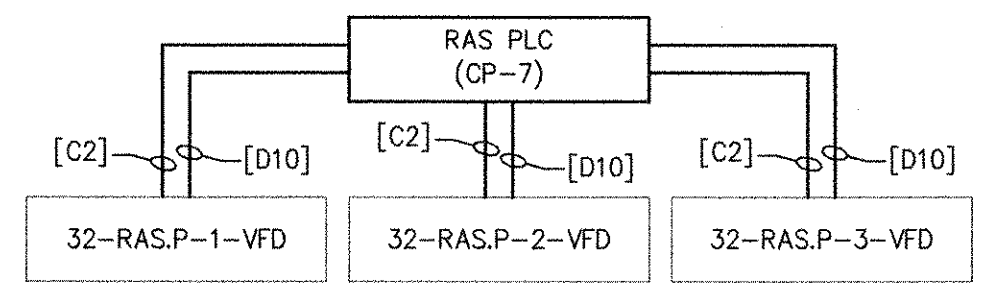 RAS PLC
(CP-7)
[C2] [D10] [C2] [D10] [C2] [D10]
32-RAS.P-1-VFD 32-RAS.P-2-VFD 32-RAS.P-3-VFD